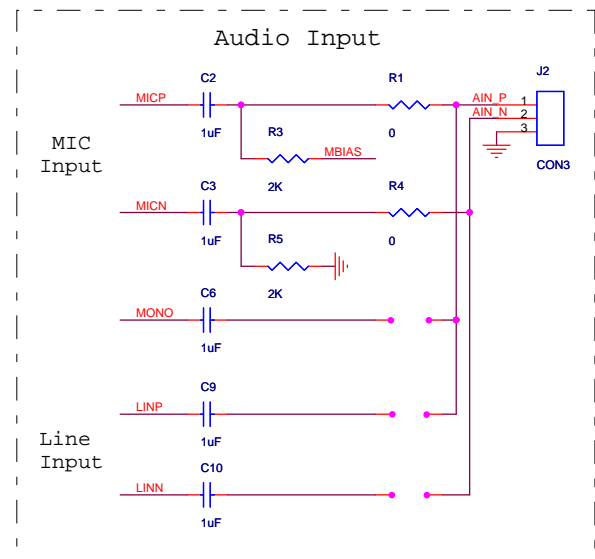 Audio Input
C2
R1
J2
MICP
AIN_P
1
AIN_N
2
3
1uF
R3
0
MBIAS
MIC
Input
CON3
C3
2K
R4
MICN
1uF
R5
0
C6
2K
MONO
1uF
C9
LINP
1uF
Line
Input
C10
LINN
1uF